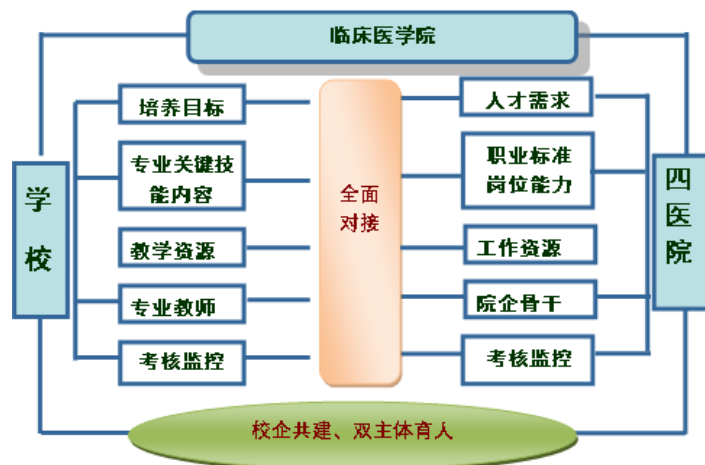 临床医学院
学校
培养目标
专业关键技
能内容
教学资源
专业教师
考核监控
全面
对接
人才需求
职业标准
岗位能力
工作资源
院企骨干
考核监控
四医院
校企共建、双主体育人